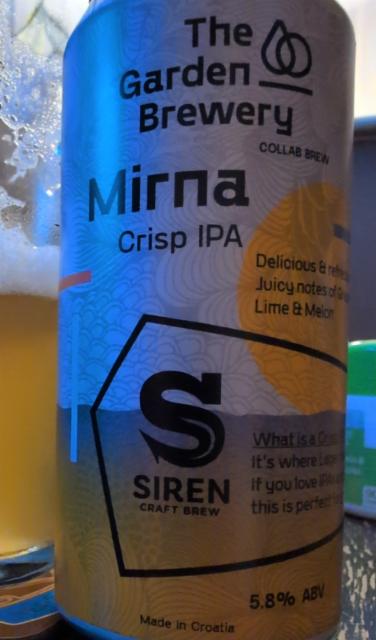 The
Garden
Brewery
COLLAB BREW
Mirna
Crisp IPA
Delicious &
Juicy notes of
Lime & Melon
What is a
It's where
If you love
this is perfect
SIREN
CRAFT BREW
5.8% ABV
Made in Croatia